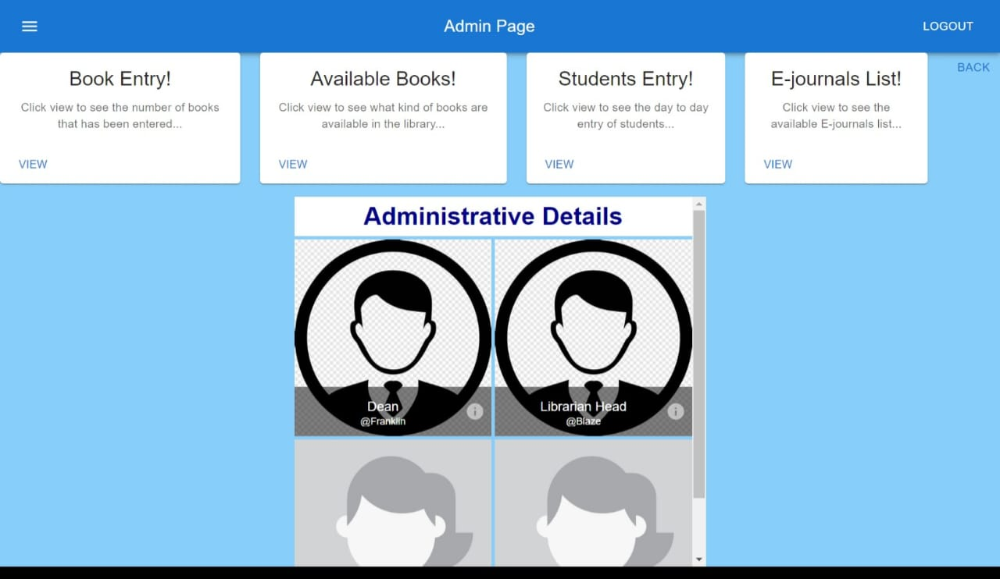 Admin Page
LOGOUT
BACK
Book Entry!
Click view to see the number of books
that has been entered...
VIEW
Available Books!
Click view to see what kind of books are
available in the library...
VIEW
Students Entry!
Click view to see the day to day
entry of students...
VIEW
E-journals List!
Click view to see the
available E-journals list...
VIEW
Administrative Details
Dean
@Franklin
Librarian Head
@Blaze